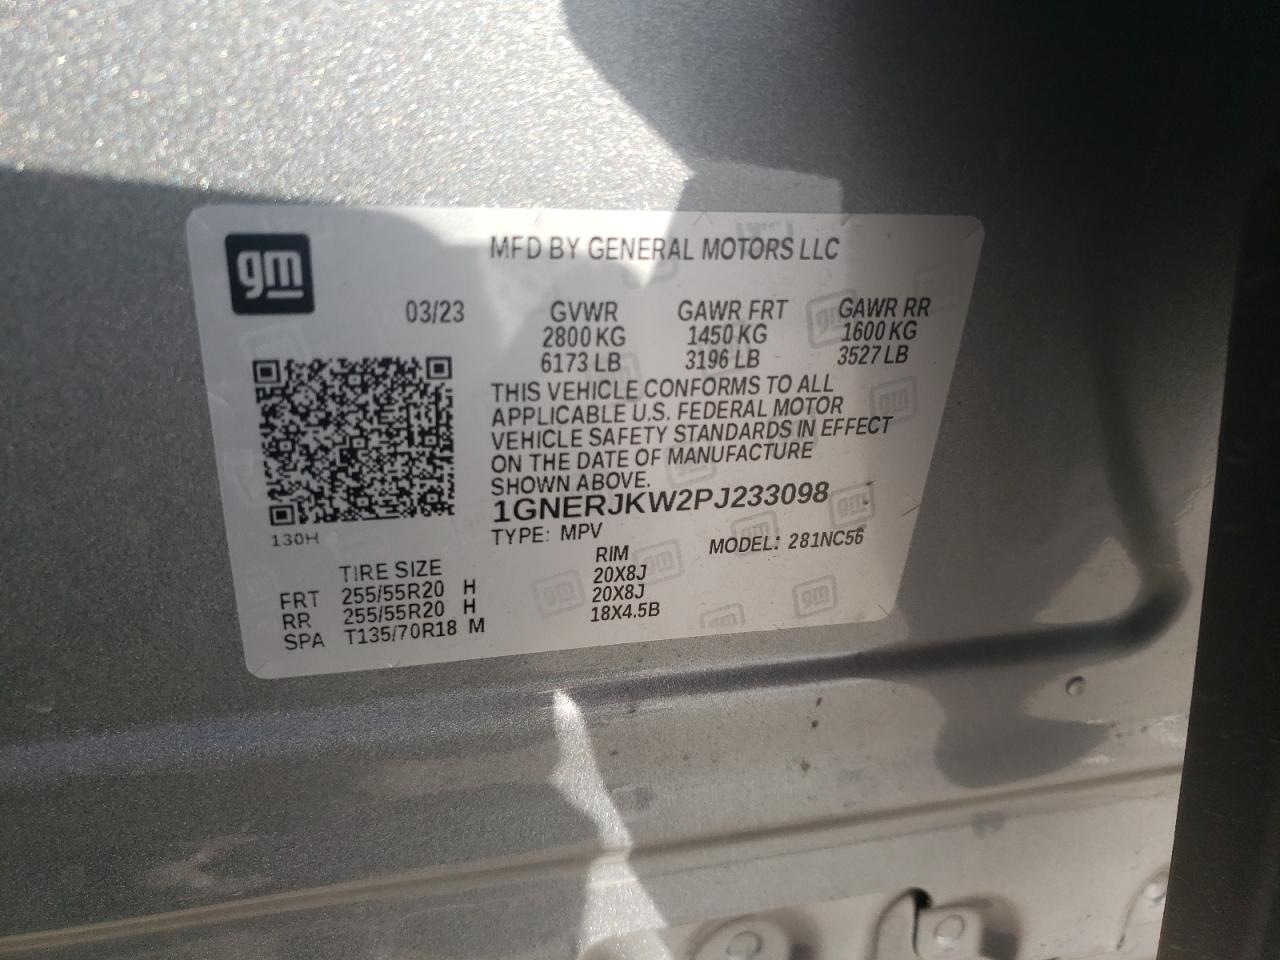 gm
MFD BY GENERAL MOTORS LLC
03/23 GVWR GAWR FRT GAWR RR
2800 KG 1450 KG 1600 KG
6173 LB 3196 LB 3527 LB
THIS VEHICLE CONFORMS TO ALL
APPLICABLE U.S. FEDERAL MOTOR
VEHICLE SAFETY STANDARDS IN EFFECT
ON THE DATE OF MANUFACTURE
SHOWN ABOVE.
1GNERJKW2PJ233098
130H
TYPE: MPV MODEL: 281NC56
TIRE SIZE RIM
FRT 255/55R20 H 20X8J
RR 255/55R20 H 20X8J
SPA T135/70R18 M 18X4.5B